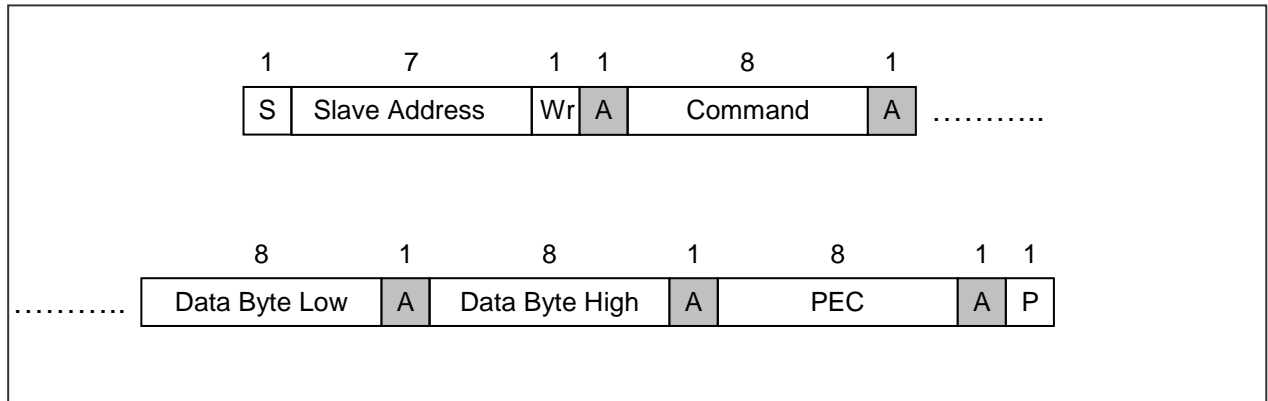 1 7 1 1 8 1
S Slave Address Wr A Command A ...........
8 1 8 1 8 1 1
........... Data Byte Low A Data Byte High A PEC A P